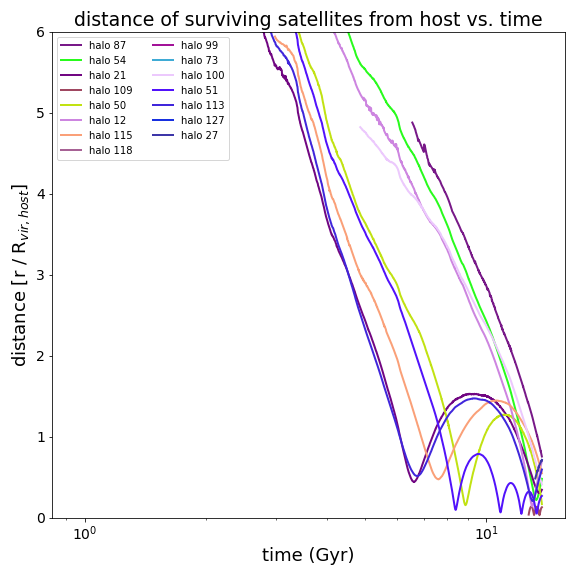 distance of surviving satellites from host vs. time
halo 87
halo 54
halo 21
halo 109
halo 50
halo 12
halo 115
halo 118
halo 99
halo 73
halo 100
halo 51
halo 113
halo 127
halo 27
6
5
4
3
2
1
0
distance [r / R_{vir, host}]
10^0
10^1
time (Gyr)